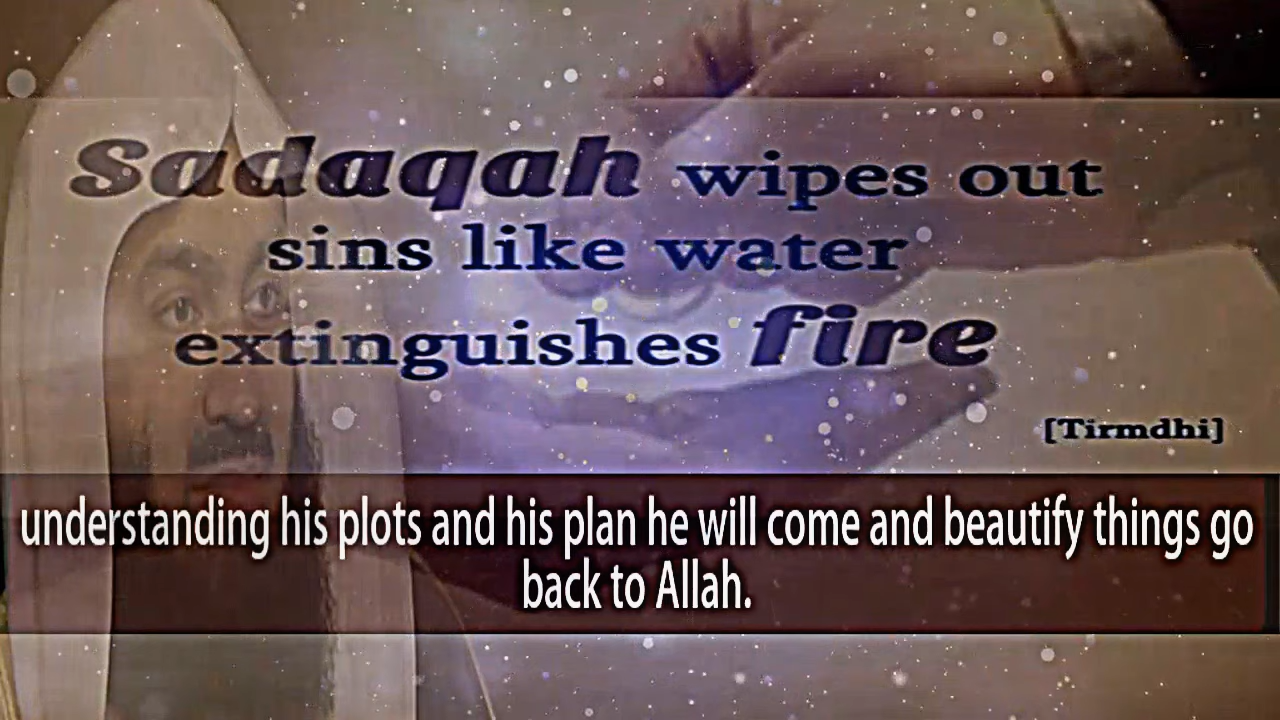 Sadaqah wipes out
sins like water
extinguishes fire
[Tirmdhi]
understanding his plots and his plan he will come and beautify things go
back to Allah.